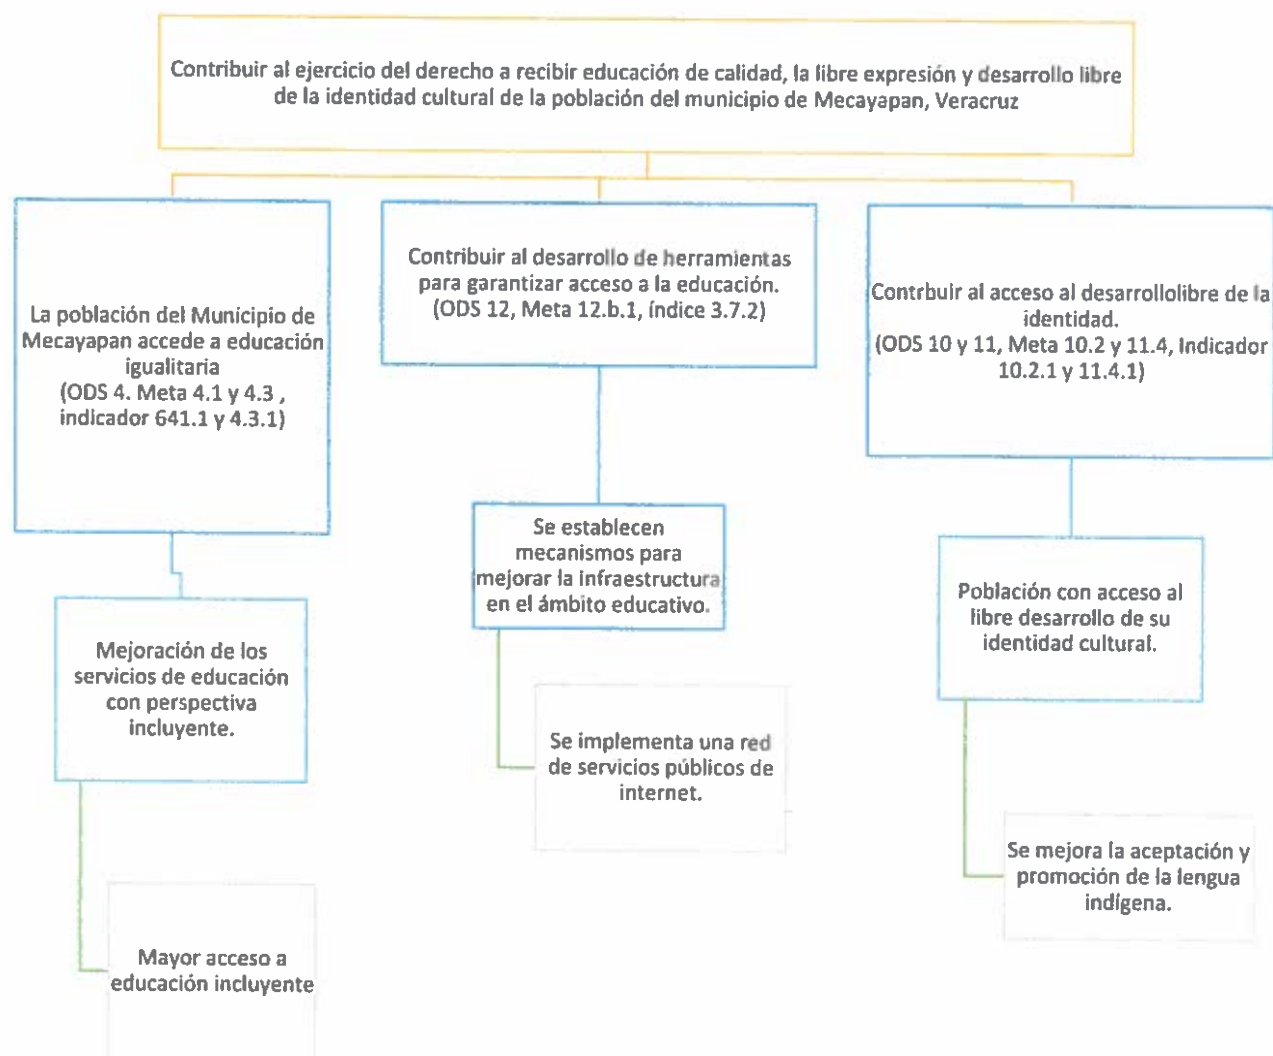 Contribuir al ejercicio del derecho a recibir educación de calidad, la libre expresión y desarrollo libre
de la identidad cultural de la población del municipio de Mecayapan, Veracruz
La población del Municipio de
Mecayapan accede a educación
igualitaria
(ODS 4. Meta 4.1 y 4.3 ,
indicador 641.1 y 4.3.1)
Mejoración de los
servicios de educación
con perspectiva
incluyente.
Mayor acceso a
educación incluyente
Contribuir al desarrollo de herramientas
para garantizar acceso a la educación.
(ODS 12, Meta 12.b.1, índice 3.7.2)
Se establecen
mecanismos para
mejorar la infraestructura
en el ámbito educativo.
Se implementa una red
de servicios públicos de
internet.
Contrbuir al acceso al desarrollolibre de la
identidad.
(ODS 10 y 11, Meta 10.2 y 11.4, Indicador
10.2.1 y 11.4.1)
Población con acceso al
libre desarrollo de su
identidad cultural.
Se mejora la aceptación y
promoción de la lengua
indígena.